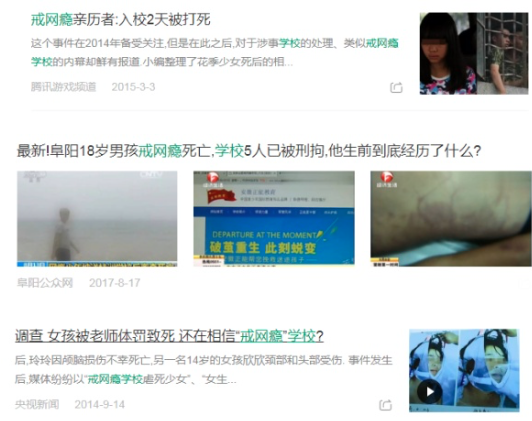 戒网瘾亲历者:入校2天被打死
这个事件在2014年备受关注,但是在此之后,对于涉事学校的处理、类似戒网瘾
学校的内幕却鲜有报道.小编整理了花季少女死后的相...
腾讯游戏频道 2015-3-3
最新!阜阳18岁男孩戒网瘾死亡,学校5人已被刑拘,他生前到底经历了什么?
DEPARTURE AT THE MOMENT
破茧重生 此刻蜕变
阜阳公众网 2017-8-17
调查 女孩被老师体罚致死 还在相信“戒网瘾”学校?
后,玲玲因颅脑损伤不幸死亡,另一名14岁的女孩欣欣颈部和头部受伤. 事件发生
后,媒体纷纷以“戒网瘾学校虐死少女”、“女生...
央视新闻 2014-9-14